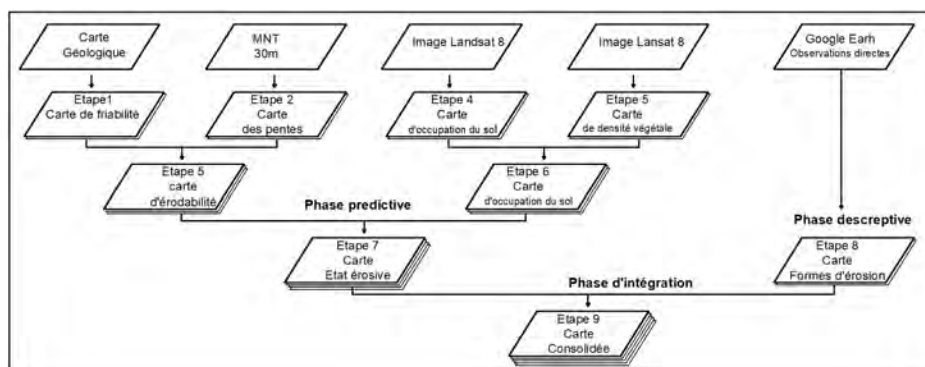 Carte
Géologique
MNT
30m
Image Landsat 8
Image Lansat 8
Google Earh
Observations directes
Etape1
Carte de friabilité
Etape 2
Carte
des pentes
Etape 4
Carte
d'occupation du sol
Etape 5
Carte
de densité végétale
Etape 5
carte
d'érodabilité
Etape 6
Carte
d'occupation du sol
Phase predictive
Phase descreptive
Etape 7
Carte
Etat érosive
Etape 8
Carte
Formes d'érosion
Phase d'intégration
Etape 9
Carte
Consolidée